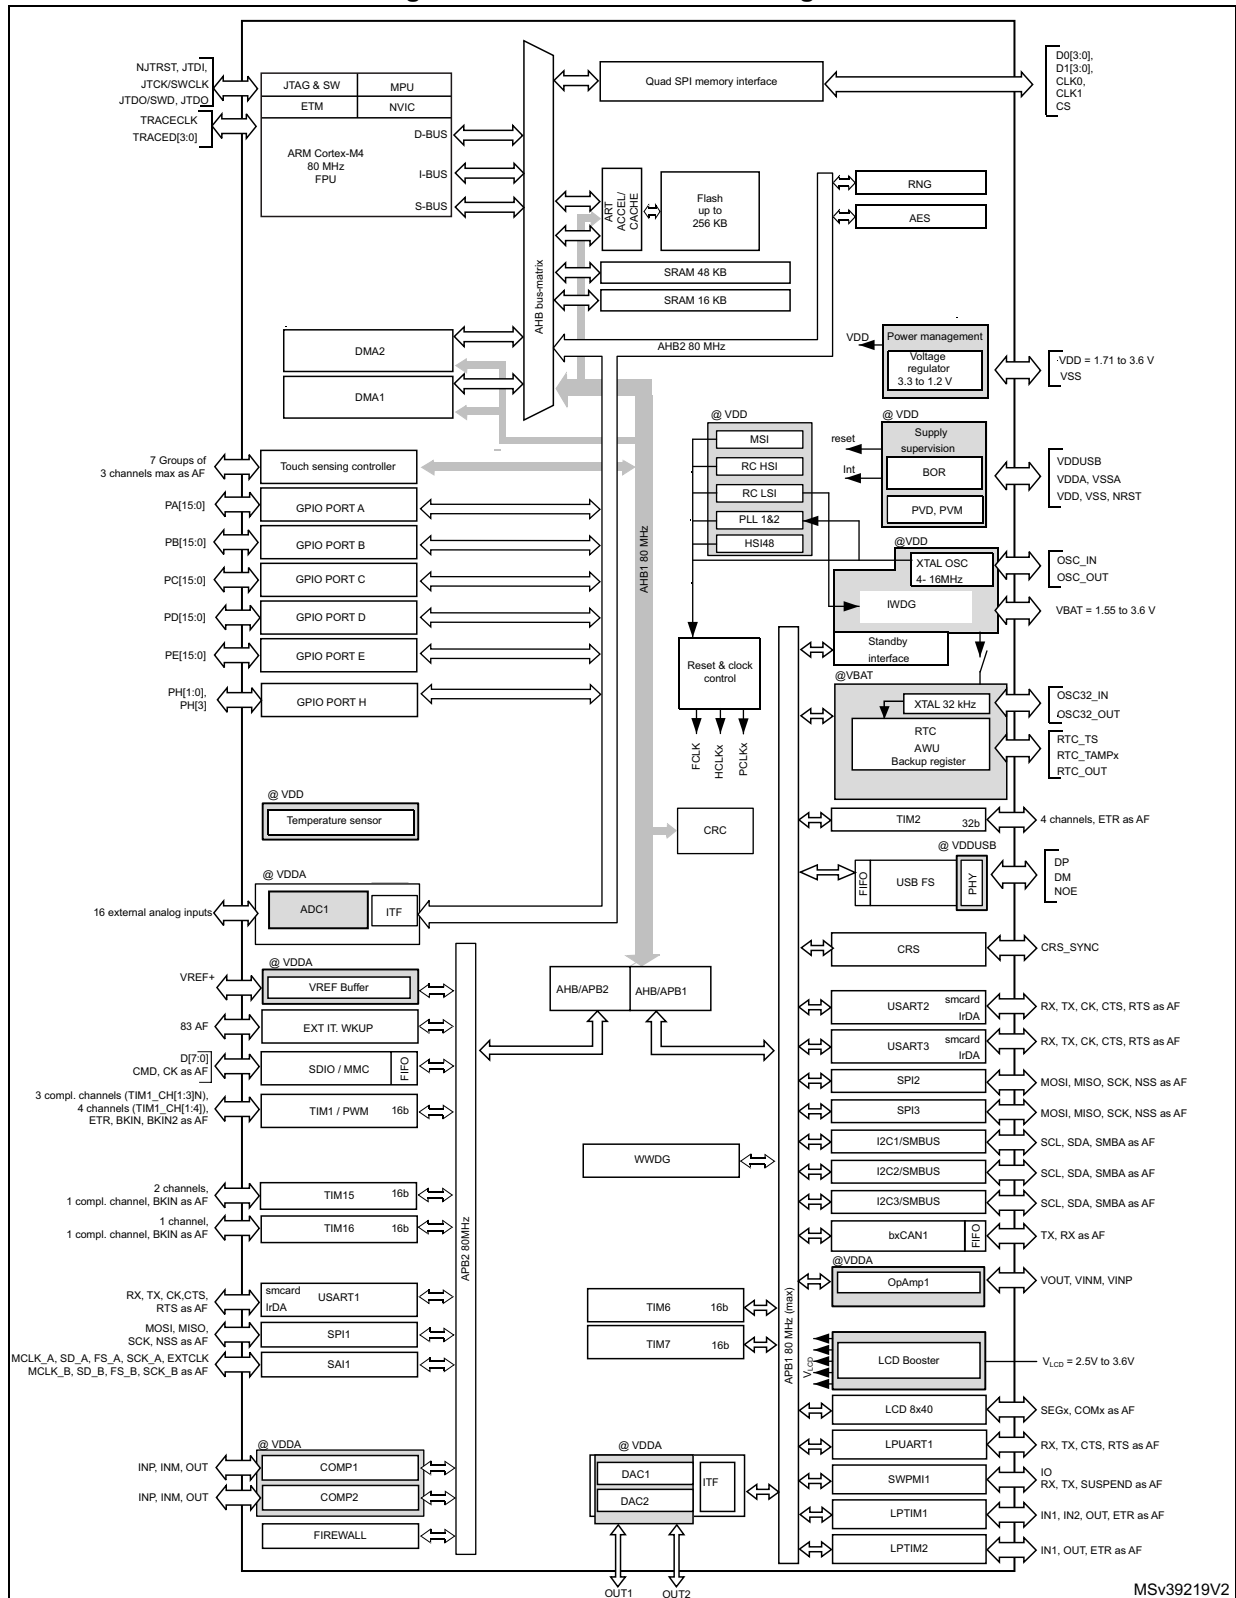 NJTRST, JTDI,
JTCK/SWCLK
JTDO/SWD, JTDO
TRACECLK
TRACED[3:0]
JTAG & SW
MPU
ETM
NVIC
ARM Cortex-M4
80 MHz
FPU
D-BUS
I-BUS
S-BUS
AHB bus-matrix
Quad SPI memory interface
D0[3:0],
D1[3:0],
CLK0,
CLK1
CS
ART
ACCEL/
CACHE
Flash
up to
256 KB
SRAM 48 KB
SRAM 16 KB
RNG
AES
AHB2 80 MHz
DMA2
DMA1
VDD
Power management
Voltage
regulator
3.3 to 1.2 V
VDD = 1.71 to 3.6 V
VSS
@ VDD
MSI
RC HSI
RC LSI
PLL 1&2
HSI48
@ VDD
reset
Int
Supply
supervision
BOR
PVD, PVM
VDDUSB
VDDA, VSSA
VDD, VSS, NRST
7 Groups of
3 channels max as AF
Touch sensing controller
PA[15:0]
GPIO PORT A
PB[15:0]
GPIO PORT B
PC[15:0]
GPIO PORT C
PD[15:0]
GPIO PORT D
PE[15:0]
GPIO PORT E
PH[1:0],
PH[3]
GPIO PORT H
AHB1 80 MHz
@VDD
XTAL OSC
4- 16MHz
IWDG
OSC_IN
OSC_OUT
VBAT = 1.55 to 3.6 V
Standby
interface
Reset & clock
control
FCLK
HCLKx
PCLKx
@VBAT
XTAL 32 kHz
RTC
AWU
Backup register
OSC32_IN
OSC32_OUT
RTC_TS
RTC_TAMPx
RTC_OUT
@ VDD
Temperature sensor
CRC
TIM2
32b
4 channels, ETR as AF
@ VDDUSB
FIFO
USB FS
PHY
DP
DM
NOE
@ VDDA
16 external analog inputs
ADC1
ITF
CRS
CRS_SYNC
@ VDDA
VREF+
VREF Buffer
AHB/APB2
AHB/APB1
83 AF
EXT IT. WKUP
D[7:0]
CMD, CK as AF
SDIO / MMC
FIFO
3 compl. channels (TIM1_CH[1:3]N),
4 channels (TIM1_CH[1:4]),
ETR, BKIN, BKIN2 as AF
TIM1 / PWM
16b
2 channels,
1 compl. channel, BKIN as AF
TIM15
16b
1 channel,
1 compl. channel, BKIN as AF
TIM16
16b
APB2 80MHz
RX, TX, CK,CTS,
RTS as AF
smcard
IrDA
USART1
MOSI, MISO,
SCK, NSS as AF
SPI1
MCLK_A, SD_A, FS_A, SCK_A, EXTCLK
MCLK_B, SD_B, FS_B, SCK_B as AF
SAI1
@ VDDA
INP, INM, OUT
COMP1
INP, INM, OUT
COMP2
FIREWALL
WWDG
TIM6
16b
TIM7
16b
@ VDDA
DAC1
DAC2
ITF
OUT1
OUT2
APB1 80 MHz (max)
USART2
smcard
IrDA
RX, TX, CK, CTS, RTS as AF
USART3
smcard
IrDA
RX, TX, CK, CTS, RTS as AF
SPI2
MOSI, MISO, SCK, NSS as AF
SPI3
MOSI, MISO, SCK, NSS as AF
I2C1/SMBUS
SCL, SDA, SMBA as AF
I2C2/SMBUS
SCL, SDA, SMBA as AF
I2C3/SMBUS
SCL, SDA, SMBA as AF
bxCAN1
FIFO
TX, RX as AF
@VDDA
OpAmp1
VOUT, VINM, VINP
VLCD
LCD Booster
VLCD = 2.5V to 3.6V
LCD 8x40
SEGx, COMx as AF
LPUART1
RX, TX, CTS, RTS as AF
SWPMI1
IO
RX, TX, SUSPEND as AF
LPTIM1
IN1, IN2, OUT, ETR as AF
LPTIM2
IN1, OUT, ETR as AF
MSv39219V2